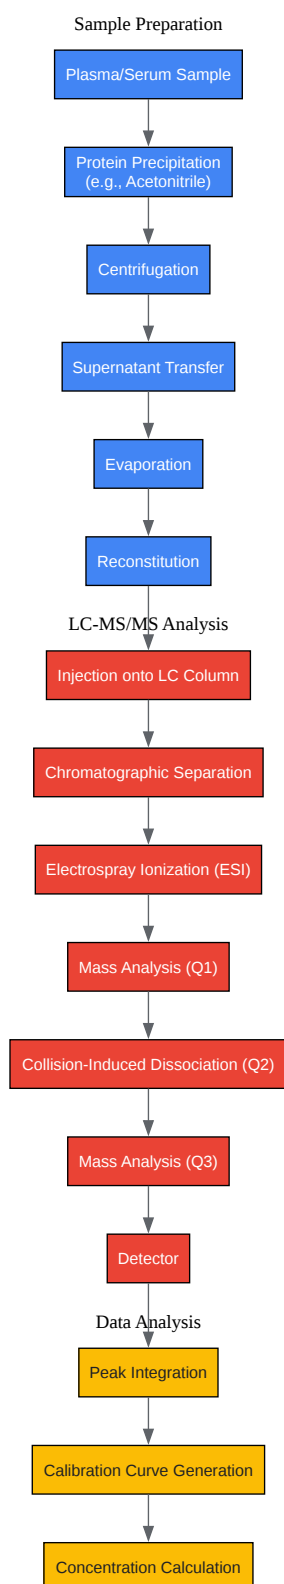 Sample Preparation
Plasma/Serum Sample
Protein Precipitation
(e.g., Acetonitrile)
Centrifugation
Supernatant Transfer
Evaporation
Reconstitution
LC-MS/MS Analysis
Injection onto LC Column
Chromatographic Separation
Electrospray Ionization (ESI)
Mass Analysis (Q1)
Collision-Induced Dissociation (Q2)
Mass Analysis (Q3)
Detector
Data Analysis
Peak Integration
Calibration Curve Generation
Concentration Calculation